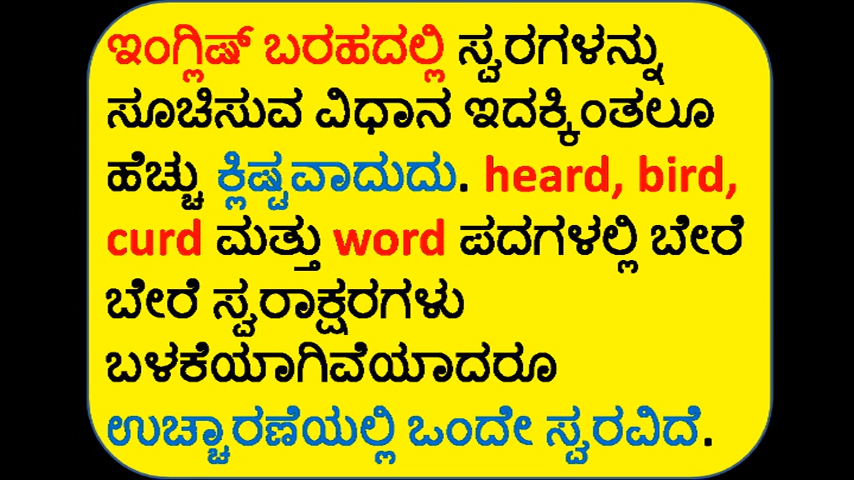 ಇಂಗ್ಲಿಷ್ ಬರಹದಲ್ಲಿ ಸ್ವರಗಳನ್ನು
ಸೂಚಿಸುವ ವಿಧಾನ ಇದಕ್ಕಿಂತಲೂ
ಹೆಚ್ಚು ಕ್ಲಿಷ್ಟವಾದುದು. heard, bird,
curd ಮತ್ತು word ಪದಗಳಲ್ಲಿ ಬೇರೆ
ಬೇರೆ ಸ್ವರಾಕ್ಷರಗಳು
ಬಳಕೆಯಾಗಿವೆಯಾದರೂ
ಉಚ್ಚಾರಣೆಯಲ್ಲಿ ಒಂದೇ ಸ್ವರವಿದೆ.